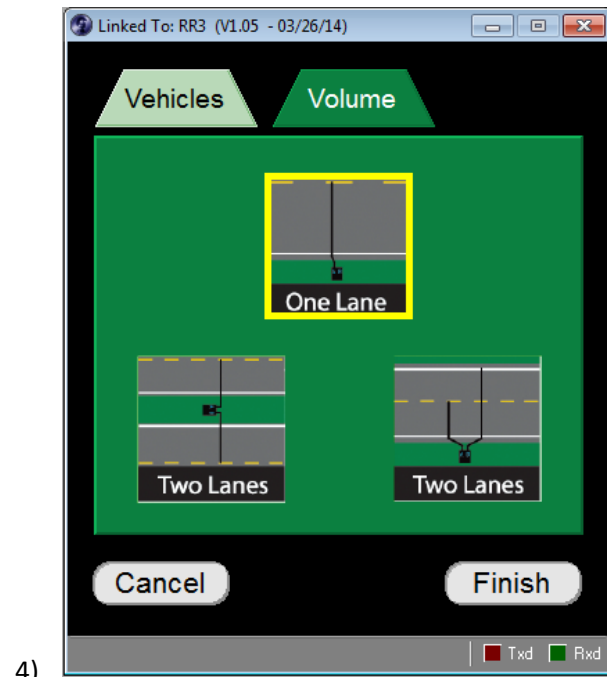 Linked To: RR3 (V1.05 - 03/26/14)
Vehicles Volume
One Lane
Two Lanes Two Lanes
Cancel Finish
Txd Rxd
4)